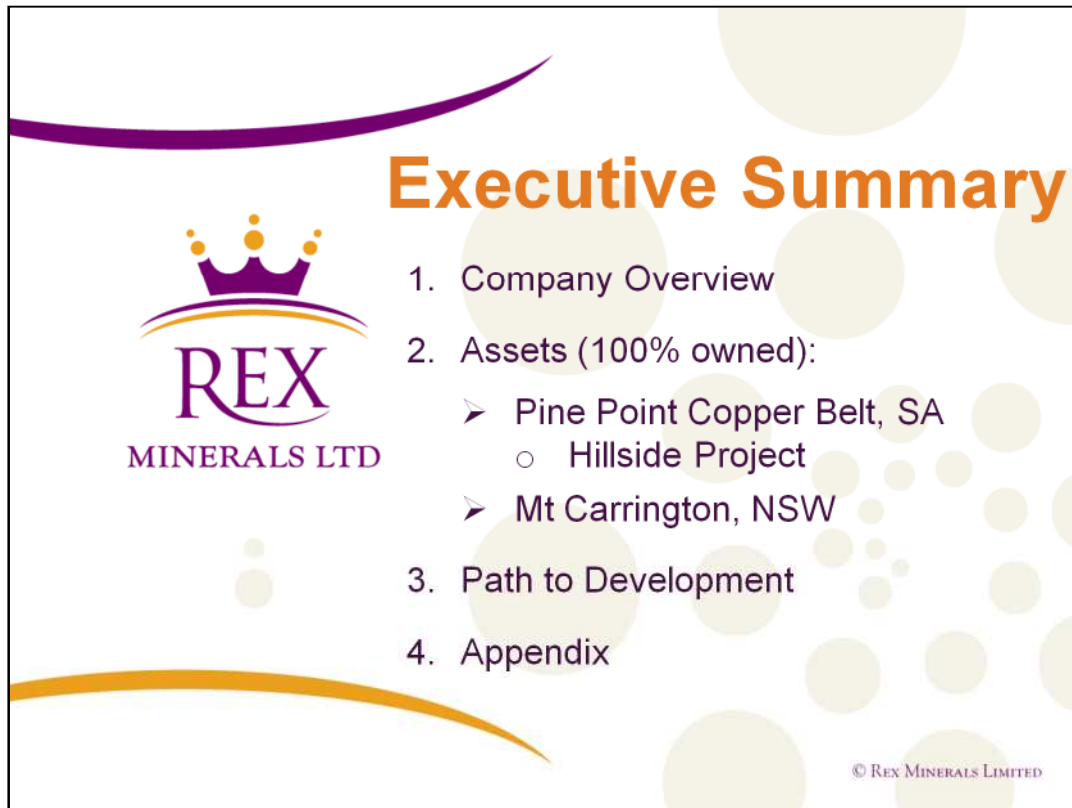 Executive Summary
REX
MINERALS LTD
1. Company Overview
2. Assets (100% owned):
➢ Pine Point Copper Belt, SA
○ Hillside Project
➢ Mt Carrington, NSW
3. Path to Development
4. Appendix
© REX MINERALS LIMITED